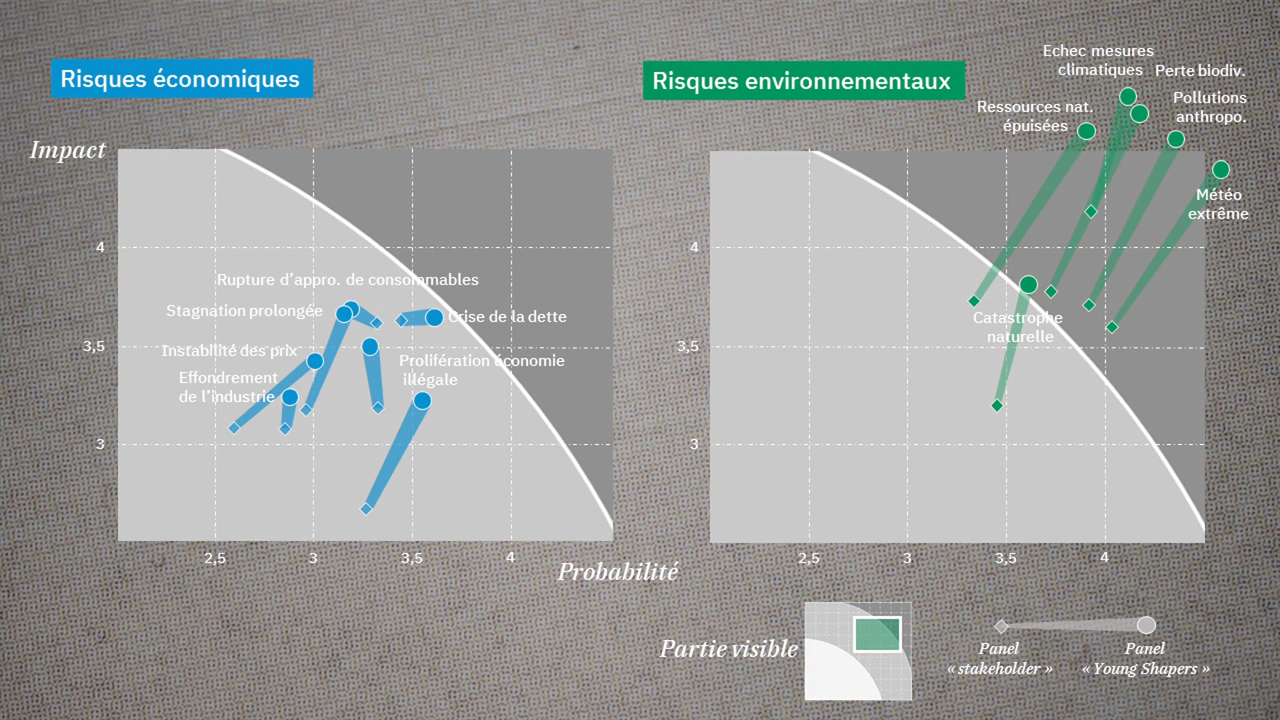 Risques économiques
Impact
4
3,5
3
Rupture d’appro. de consommables
Stagnation prolongée
Crise de la dette
Instabilité des prix
Prolifération économie
illégale
Effondrement
de l’industrie
2,5
3
3,5
4
Probabilité
Risques environnementaux
Echec mesures
climatiques
Perte biodiv.
Ressources nat.
épuisées
Pollutions
anthropo.
Météo
extrême
4
3,5
3
Catastrophe
naturelle
2,5
3
3,5
4
Partie visible
Panel
« stakeholder »
Panel
« Young Shapers »